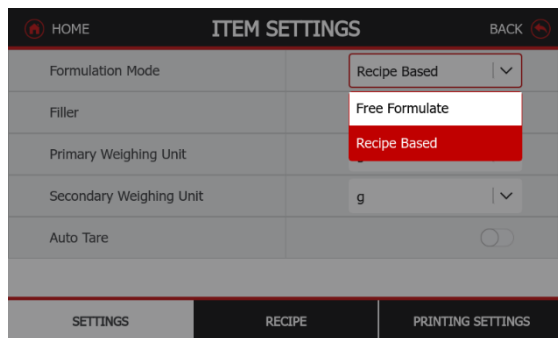 HOME ITEM SETTINGS BACK
Formulation Mode Recipe Based
Filler Free Formulate
Recipe Based
Primary Weighing Unit
Secondary Weighing Unit g
Auto Tare
SETTINGS RECIPE PRINTING SETTINGS